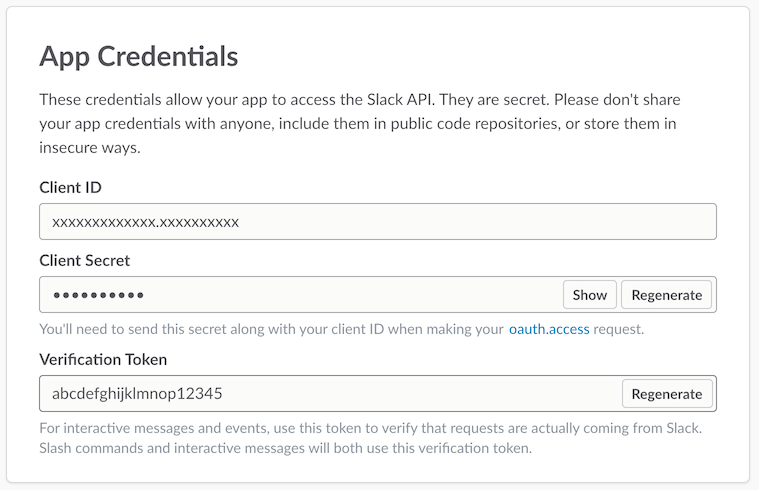 App Credentials
These credentials allow your app to access the Slack API. They are secret. Please don't share
your app credentials with anyone, include them in public code repositories, or store them in
insecure ways.
Client ID
xxxxxxxxxxxxx.xxxxxxxxxx
Client Secret
●●●●●●●●●● Show Regenerate
You'll need to send this secret along with your client ID when making your oauth.access request.
Verification Token
abcdefghijklmnop12345 Regenerate
For interactive messages and events, use this token to verify that requests are actually coming from Slack.
Slash commands and interactive messages will both use this verification token.